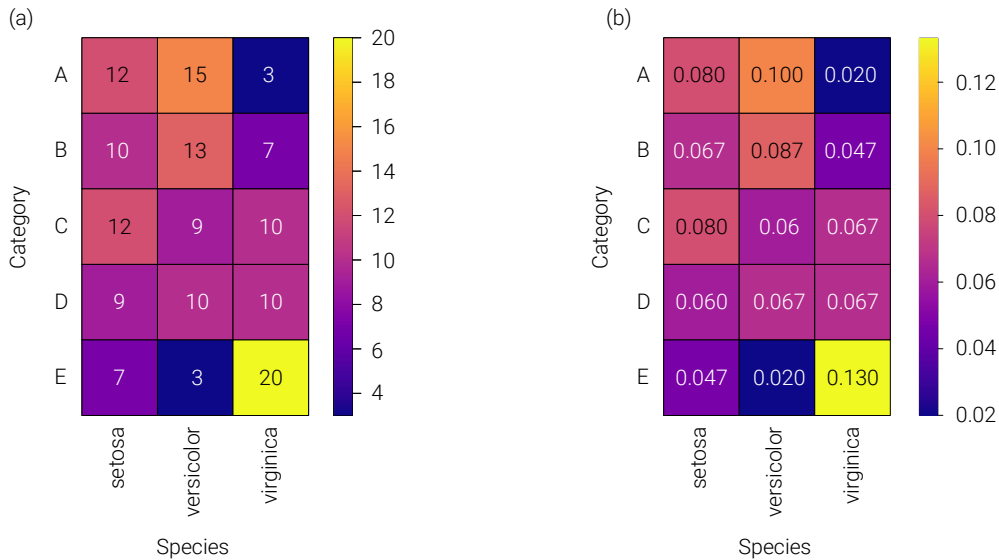 (a)
Category
A 12 15 3
B 10 13 7
C 12 9 10
D 9 10 10
E 7 3 20
setosa versicolor virginica
Species
20
18
16
14
12
10
8
6
4
(b)
Category
A 0.080 0.100 0.020
B 0.067 0.087 0.047
C 0.080 0.06 0.067
D 0.060 0.067 0.067
E 0.047 0.020 0.130
setosa versicolor virginica
Species
0.12
0.10
0.08
0.06
0.04
0.02